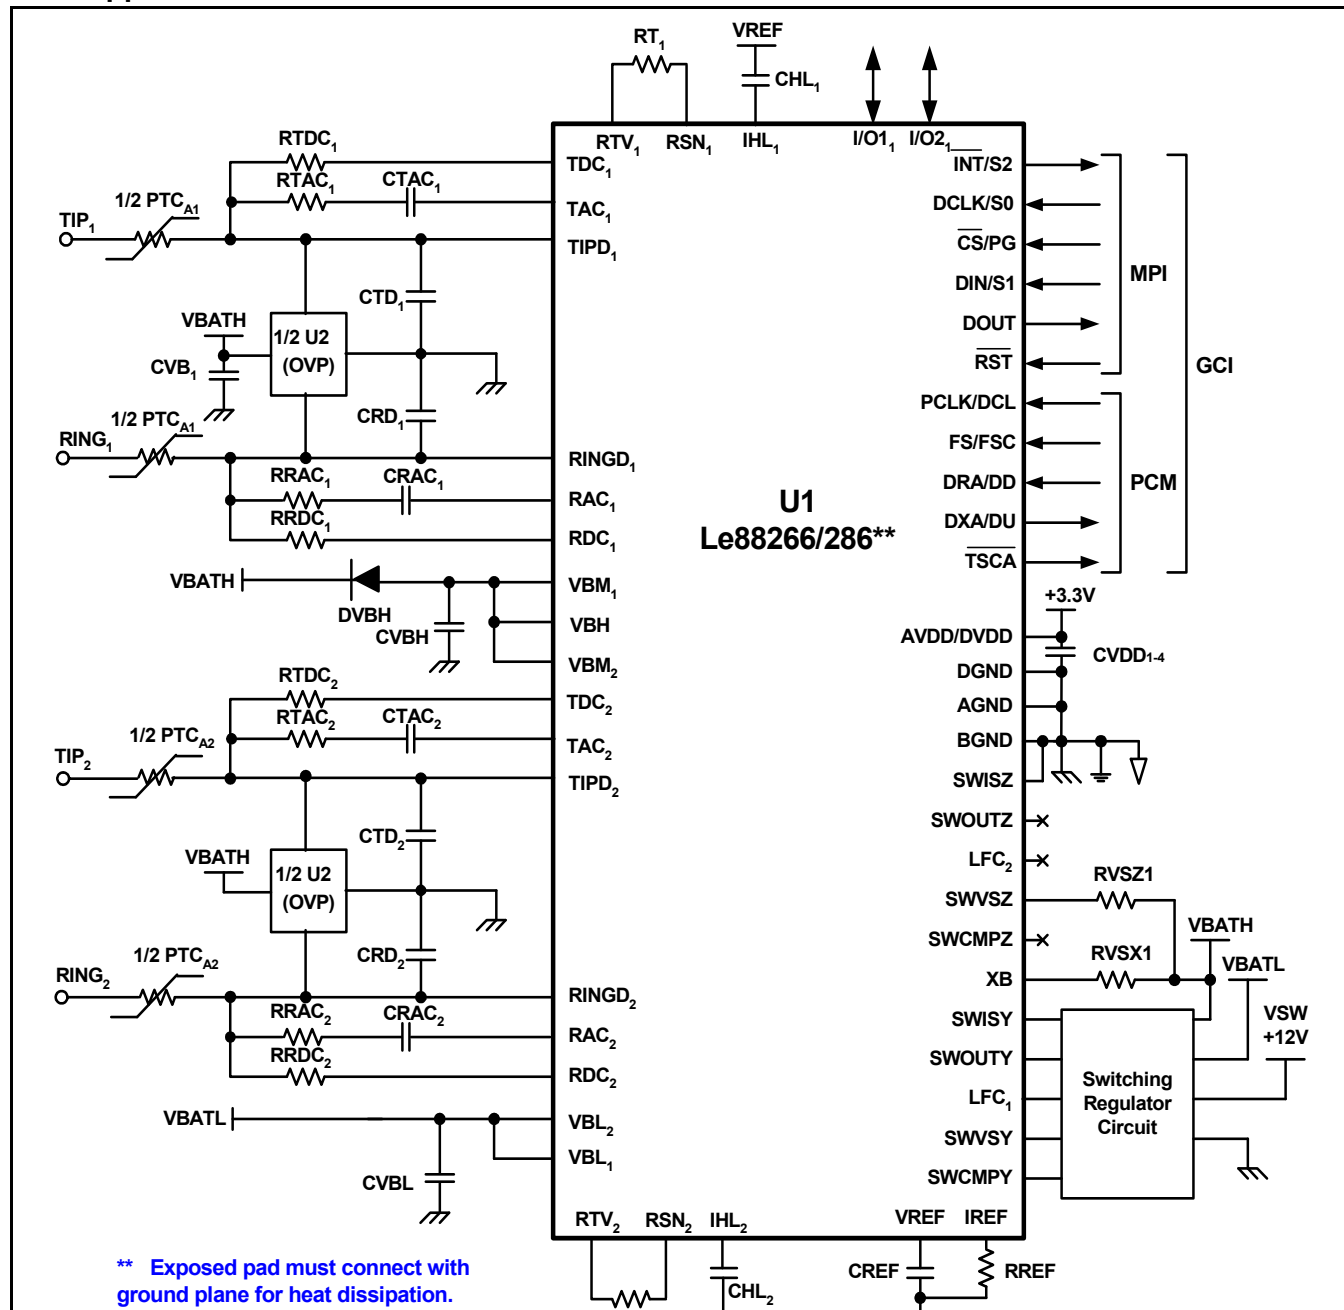 RT1
VREF
CHL1
RTV1 RSN1 IHL1 I/O11 I/O21
RTDC1
TDC1
RTAC1
CTAC1
TAC1
1/2 PTCA1
TIP1
TIPD1
CTD1
VBATH
1/2 U2
(OVP)
CVB1
CRD1
1/2 PTCA1
RING1
RINGD1
RRAC1
CRAC1
RAC1
RRDC1
RDC1
VBATH
DVBH
CVBH
VBM1
VBH
VBM2
RTDC2
TDC2
RTAC2
CTAC2
TAC2
1/2 PTCA2
TIP2
TIPD2
CTD2
VBATH
1/2 U2
(OVP)
CRD2
1/2 PTCA2
RING2
RINGD2
RRAC2
CRAC2
RAC2
RRDC2
RDC2
VBATL
VBL2
VBL1
CVBL
U1
Le88266/286**
INT/S2
DCLK/S0
CS/PG
DIN/S1
DOUT
RST
MPI
PCLK/DCL
FS/FSC
DRA/DD
DXA/DU
TSCA
PCM
GCI
+3.3V
AVDD/DVDD
CVDD1-4
DGND
AGND
BGND
SWISZ
SWOUTZ
LFC2
SWVSZ
RVSZ1
SWCMPZ
VBATH
XB
RVSX1
VBATL
SWISY
VSW
+12V
SWOUTY
LFC1
SWVSY
SWCMPY
Switching
Regulator
Circuit
RTV2 RSN2 IHL2 VREF IREF
CHL2
CREF
RREF
** Exposed pad must connect with
ground plane for heat dissipation.